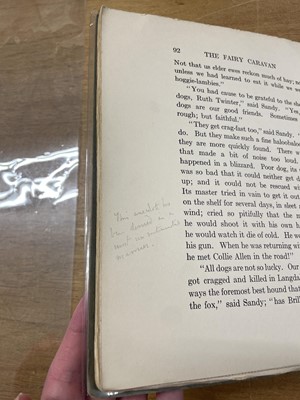 92 THE FAIRY CARAVAN
Not that us elder ewes reckon much of hay;
unless we had learned to eat it while we w
hoggie-lambies."
"You had cause to be grateful to the
dogs, Ruth Twinter," said Sandy. "You,
dogs are our good friends. Sometimes
rough; but faithful."
"They get crag-fast too," said Sandy.
do. But they make such a fine
they are more quickly found. There w
that made a bit of noise too loud.
happened in a blizzard. Poor dog, its
was so bad that it could neither get d
up; and it could not be rescued
Its master tried in vain to get it out
on the shelf for several days, in sleet
wind; cried so pitifully that the m
he would shoot it with his own h
he would watch it die of cold. He w
his gun. When he was returning wi
he met Collie Allen in the road!"
"All dogs are not so lucky. Our
got cragged and killed in Langda
ways the foremost best hound that
the fox," said Sandy; "has Bril